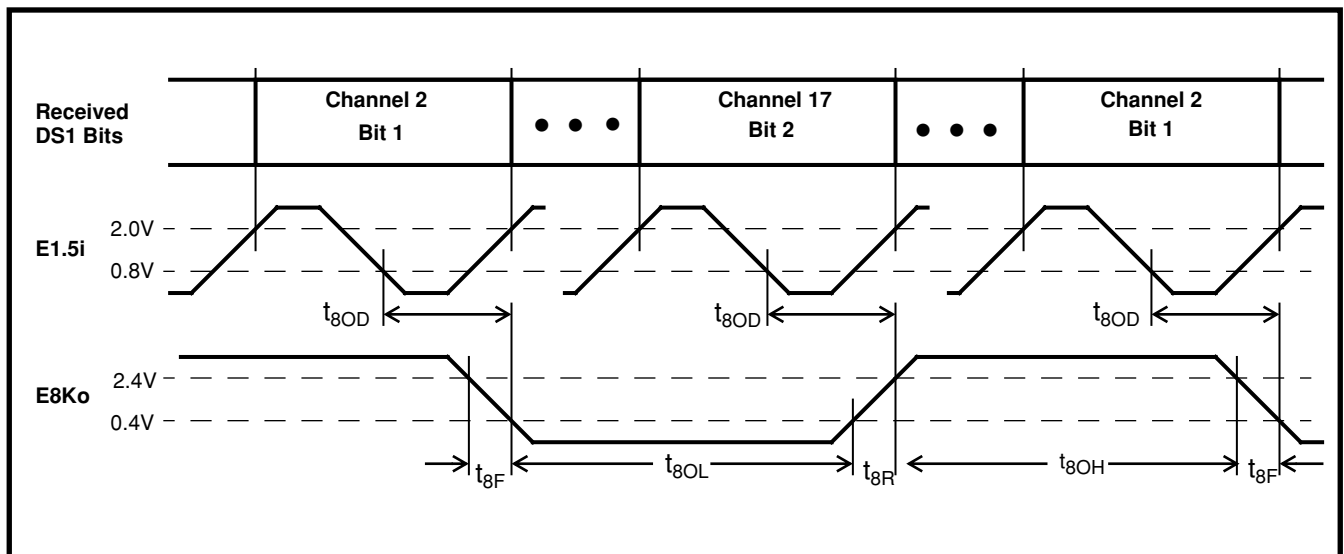 Received
DS1 Bits
Channel 2
Bit 1
● ● ●
Channel 17
Bit 2
● ● ●
Channel 2
Bit 1
E1.5i
2.0V
0.8V
t8OD
t8OD
t8OD
E8Ko
2.4V
0.4V
t8F
t8OL
t8R
t8OH
t8F